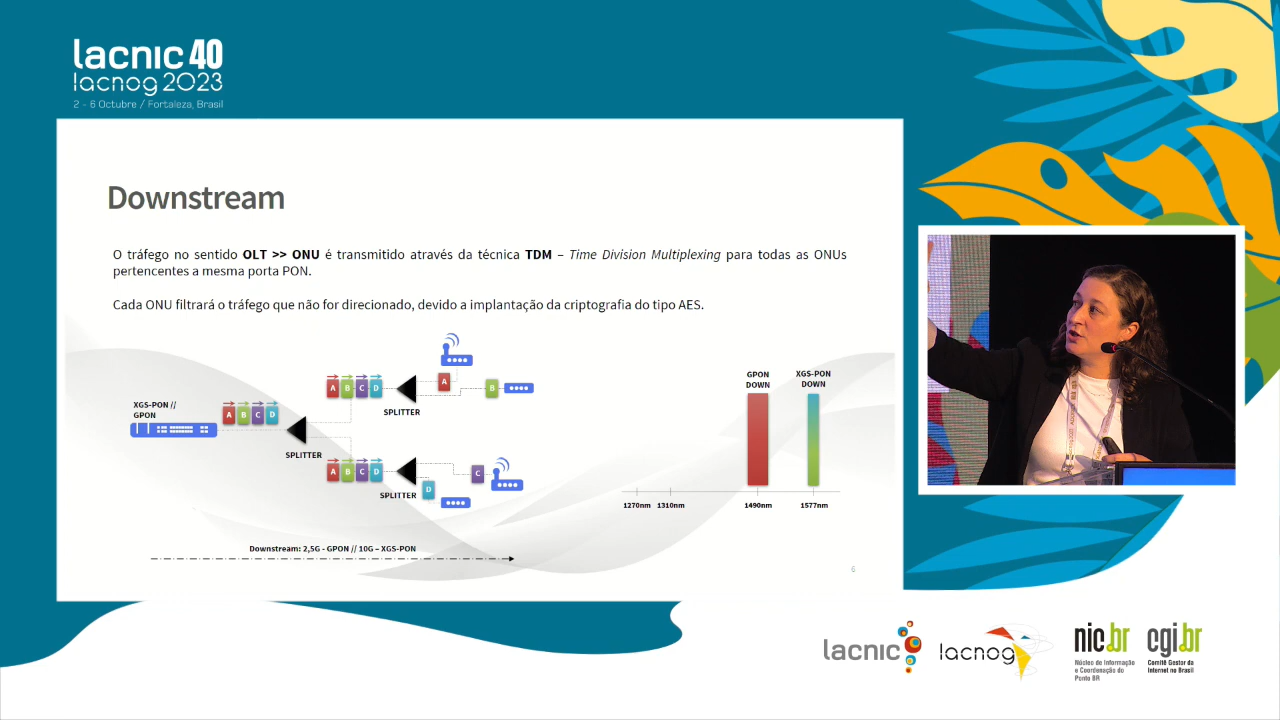 lacnic 40
lacnog 2023
2 - 6 Octubre / Fortaleza, Brasil
Downstream
O tráfego no sentido OLT >> ONU é transmitido através da técnica TDM – Time Division Multiplexing para todas as ONUs
pertencentes a mesma porta PON.
Cada ONU filtrará o tráfego que não for direcionado, devido a implantação da criptografia do tipo AES.
XGS-PON //
GPON
A B C D
SPLITTER
A B C D
SPLITTER
A
B
A B C D
SPLITTER
C
D
Downstream: 2,5G - GPON // 10G – XGS-PON
GPON
DOWN
XGS-PON
DOWN
1270nm 1310nm 1490nm 1577nm
6
lacnic
lacnog
nic.br
Núcleo de Informação
e Coordenação do
Ponto BR
cgi.br
Comitê Gestor da
Internet no Brasil